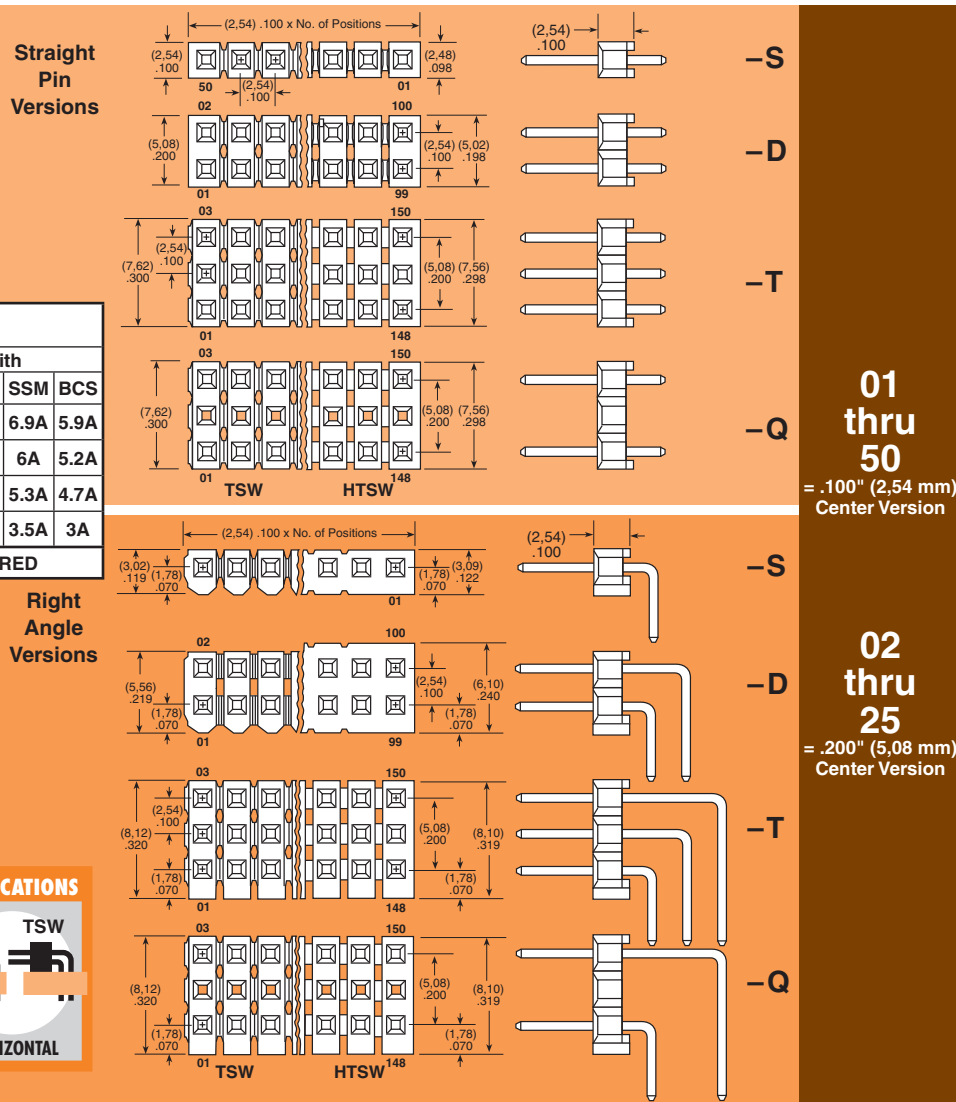 Straight
Pin
Versions
(2,54) .100 x No. of Positions
(2,54)
.100
(2,48)
.098
50
(2,54)
.100
01
(2,54)
.100
–S
02
100
(5,08)
.200
(2,54)
.100
(5,02)
.198
01
99
–D
03
150
(2,54)
.100
(7,62)
.300
(5,08)
.200
(7,56)
.298
01
148
–T
03
150
(7,62)
.300
(5,08)
.200
(7,56)
.298
01
148
TSW
HTSW
–Q
ith
SSM BCS
6.9A 5.9A
6A 5.2A
5.3A 4.7A
3.5A 3A
RED
01
thru
50
= .100" (2,54 mm)
Center Version
Right
Angle
Versions
(2,54) .100 x No. of Positions
(3,02)
.119
(1,78)
.070
(1,78)
.070
(3,09)
.122
01
(2,54)
.100
–S
02
100
(5,56)
.219
(1,78)
.070
(2,54)
.100
(1,78)
.070
(6,10)
.240
01
99
–D
02
thru
25
= .200" (5,08 mm)
Center Version
03
150
(2,54)
.100
(8,12)
.320
(1,78)
.070
(5,08)
.200
(1,78)
.070
(8,10)
.319
01
148
–T
03
150
(8,12)
.320
(1,78)
.070
(5,08)
.200
(1,78)
.070
(8,10)
.319
01
148
TSW
HTSW
–Q
CATIONS
TSW
IZONTAL